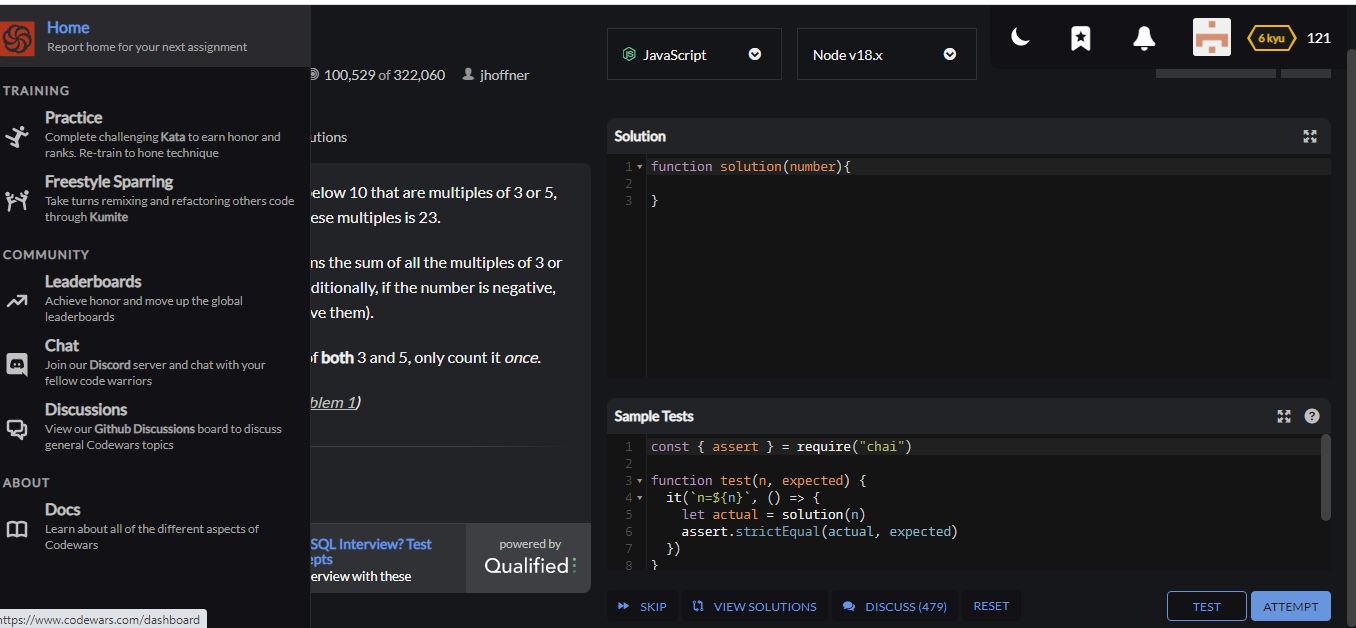 Home
Report home for your next assignment
TRAINING
Practice
Complete challenging Kata to earn honor and
ranks. Re-train to hone technique
Freestyle Sparring
Take turns remixing and refactoring others code
through Kumite
COMMUNITY
Leaderboards
Achieve honor and move up the global
leaderboards
Chat
Join our Discord server and chat with your
fellow code warriors
Discussions
View our Github Discussions board to discuss
general Codewars topics
ABOUT
Docs
Learn about all of the different aspects of
Codewars
https://www.codewars.com/dashboard
100,529 of 322,060 jhoffner
utions
elow 10 that are multiples of 3 or 5,
ese multiples is 23.
ns the sum of all the multiples of 3 or
ditionally, if the number is negative,
ve them).
of both 3 and 5, only count it once.
blem 1)
SQL Interview? Test
epts
erview with these
powered by
Qualified
JavaScript
Node v18.x
6 kyu 121
Solution
1 function solution(number){
2
3 }
Sample Tests
1 const { assert } = require("chai")
2
3 function test(n, expected) {
4 it(`n=${n}`, () => {
5 let actual = solution(n)
6 assert.strictEqual(actual, expected)
7 })
8 }
SKIP VIEW SOLUTIONS DISCUSS (479) RESET TEST ATTEMPT